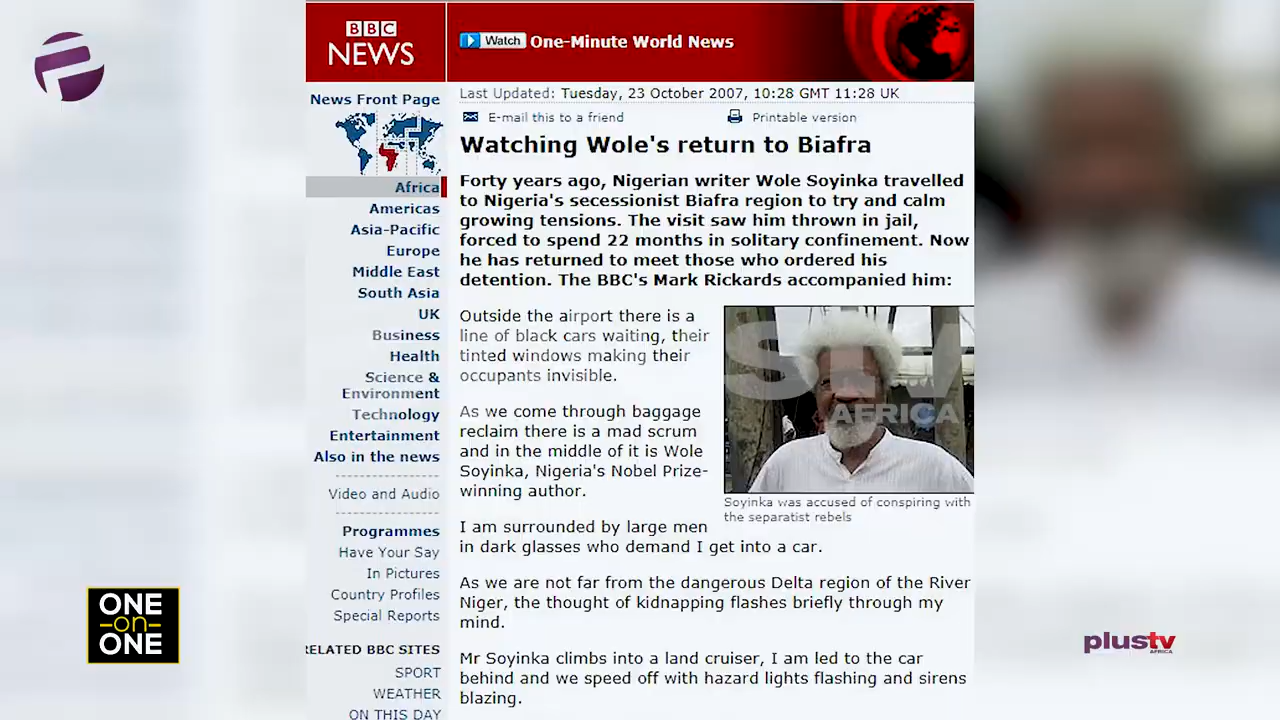 BBC
NEWS
Watch One-Minute World News
News Front Page
Africa
Americas
Asia-Pacific
Europe
Middle East
South Asia
UK
Business
Health
Science &
Environment
Technology
Entertainment
Also in the news
Video and Audio
Programmes
Have Your Say
In Pictures
Country Profiles
Special Reports
RELATED BBC SITES
SPORT
WEATHER
ON THIS DAY
Last Updated: Tuesday, 23 October 2007, 10:28 GMT 11:28 UK
E-mail this to a friend
Printable version
Watching Wole's return to Biafra
Forty years ago, Nigerian writer Wole Soyinka travelled
to Nigeria's secessionist Biafra region to try and calm
growing tensions. The visit saw him thrown in jail,
forced to spend 22 months in solitary confinement. Now
he has returned to meet those who ordered his
detention. The BBC's Mark Rickards accompanied him:
Outside the airport there is a
line of black cars waiting, their
tinted windows making their
occupants invisible.
As we come through baggage
reclaim there is a mad scrum
and in the middle of it is Wole
Soyinka, Nigeria's Nobel Prize-
winning author.
AFRICA
Soyinka was accused of conspiring with
the separatist rebels
I am surrounded by large men
in dark glasses who demand I get into a car.
As we are not far from the dangerous Delta region of the River
Niger, the thought of kidnapping flashes briefly through my
mind.
Mr Soyinka climbs into a land cruiser, I am led to the car
behind and we speed off with hazard lights flashing and sirens
blazing.
ONE
on
ONE
plustv
AFRICA